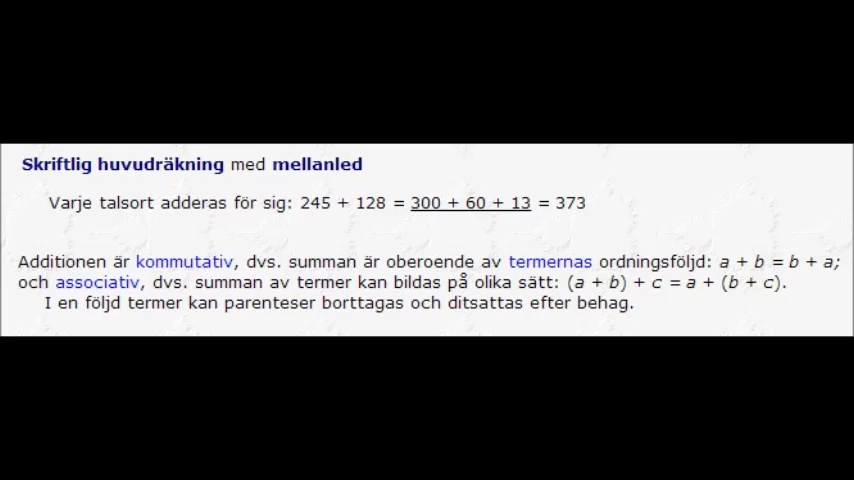 Skriftlig huvudräkning med mellanled
Varje talsort adderas för sig: 245 + 128 = 300 + 60 + 13 = 373
Additionen är kommutativ, dvs. summan är oberoende av termernas ordningsföljd: a + b = b + a;
och associativ, dvs. summan av termer kan bildas på olika sätt: (a + b) + c = a + (b + c).
I en följd termer kan parenteser borttagas och ditsattas efter behag.